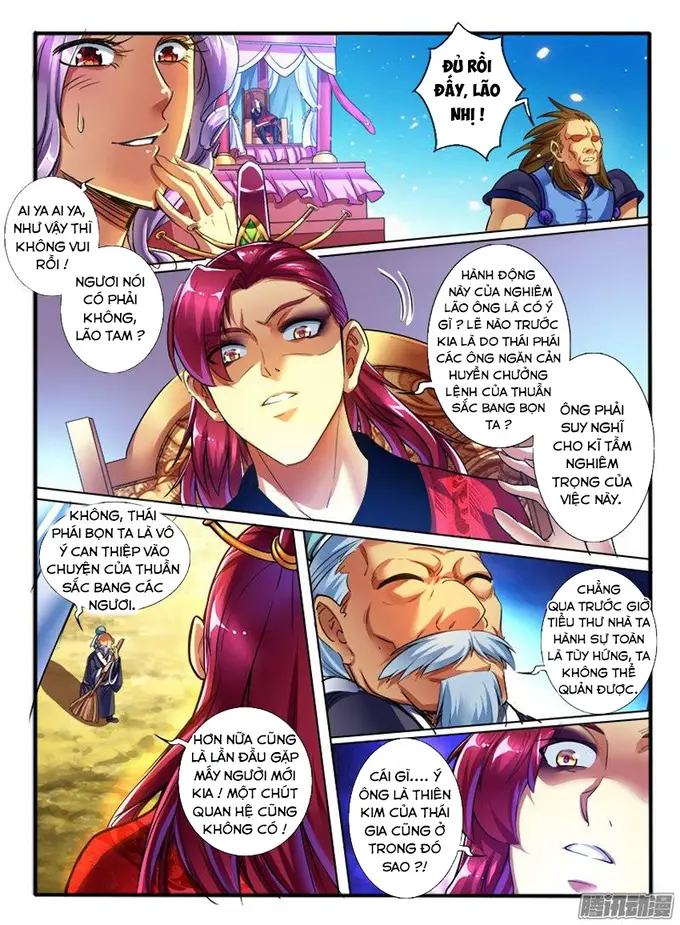 ĐỦ RỒI
ĐẤY, LÃO
NHỊ !
AI YA AI YA,
NHƯ VẬY THÌ
KHÔNG VUI
RỒI !
NGƯƠI NÓI
CÓ PHẢI
KHÔNG,
LÃO TAM ?
HÀNH ĐỘNG
NÀY CỦA NGHIÊM
LÃO ÔNG LÀ CÓ Ý
GÌ ? LẼ NÀO TRƯỚC
KIA LÀ DO THÁI PHÁI
CÁC ÔNG NGĂN CẢN
HUYỀN CHƯỞNG
LỆNH CỦA THUẨN
SẮC BANG BỌN
TA ?
ÔNG PHẢI
SUY NGHĨ
CHO KĨ TẦM
NGHIÊM
TRỌNG CỦA
VIỆC NÀY.
KHÔNG, THÁI
PHÁI BỌN TA LÀ VÔ
Ý CAN THIỆP VÀO
CHUYỆN CỦA THUẨN
SẮC BANG CÁC
NGƯƠI.
CHẲNG
QUA TRƯỚC GIỜ
TIỂU THƯ NHÀ TA
HÀNH SỰ TOÀN
LÀ TÙY HỨNG, TA
KHÔNG THỂ
QUẢN ĐƯỢC.
HƠN NỮA CŨNG
LÀ LẦN ĐẦU GẶP
MẤY NGƯỜI MỚI
KIA ! MỘT CHÚT
QUAN HỆ CŨNG
KHÔNG CÓ !
CÁI GÌ.... Ý
ÔNG LÀ THIÊN
KIM CỦA THÁI
GIA CŨNG Ở
TRONG ĐÓ
SAO ?!
腾讯动漫